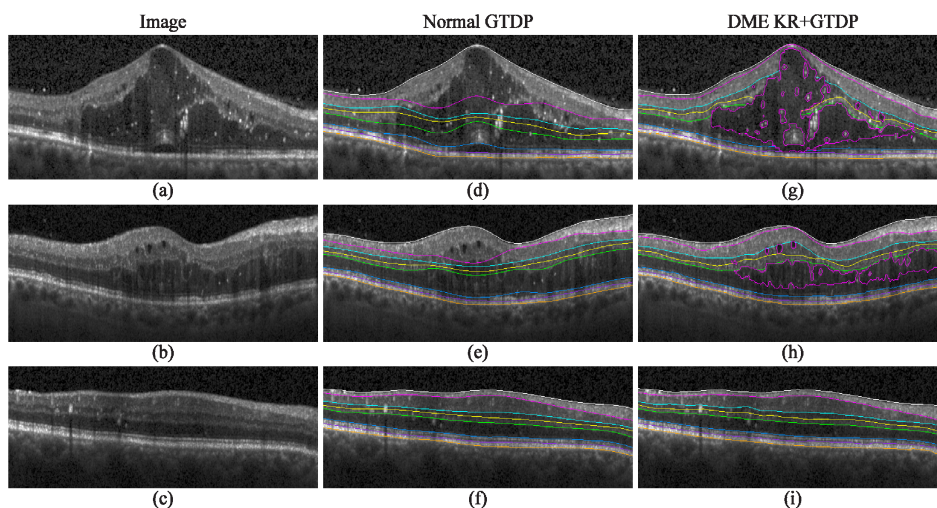 Image Normal GTDP DME KR+GTDP
(a) (d) (g)
(b) (e) (h)
(c) (f) (i)